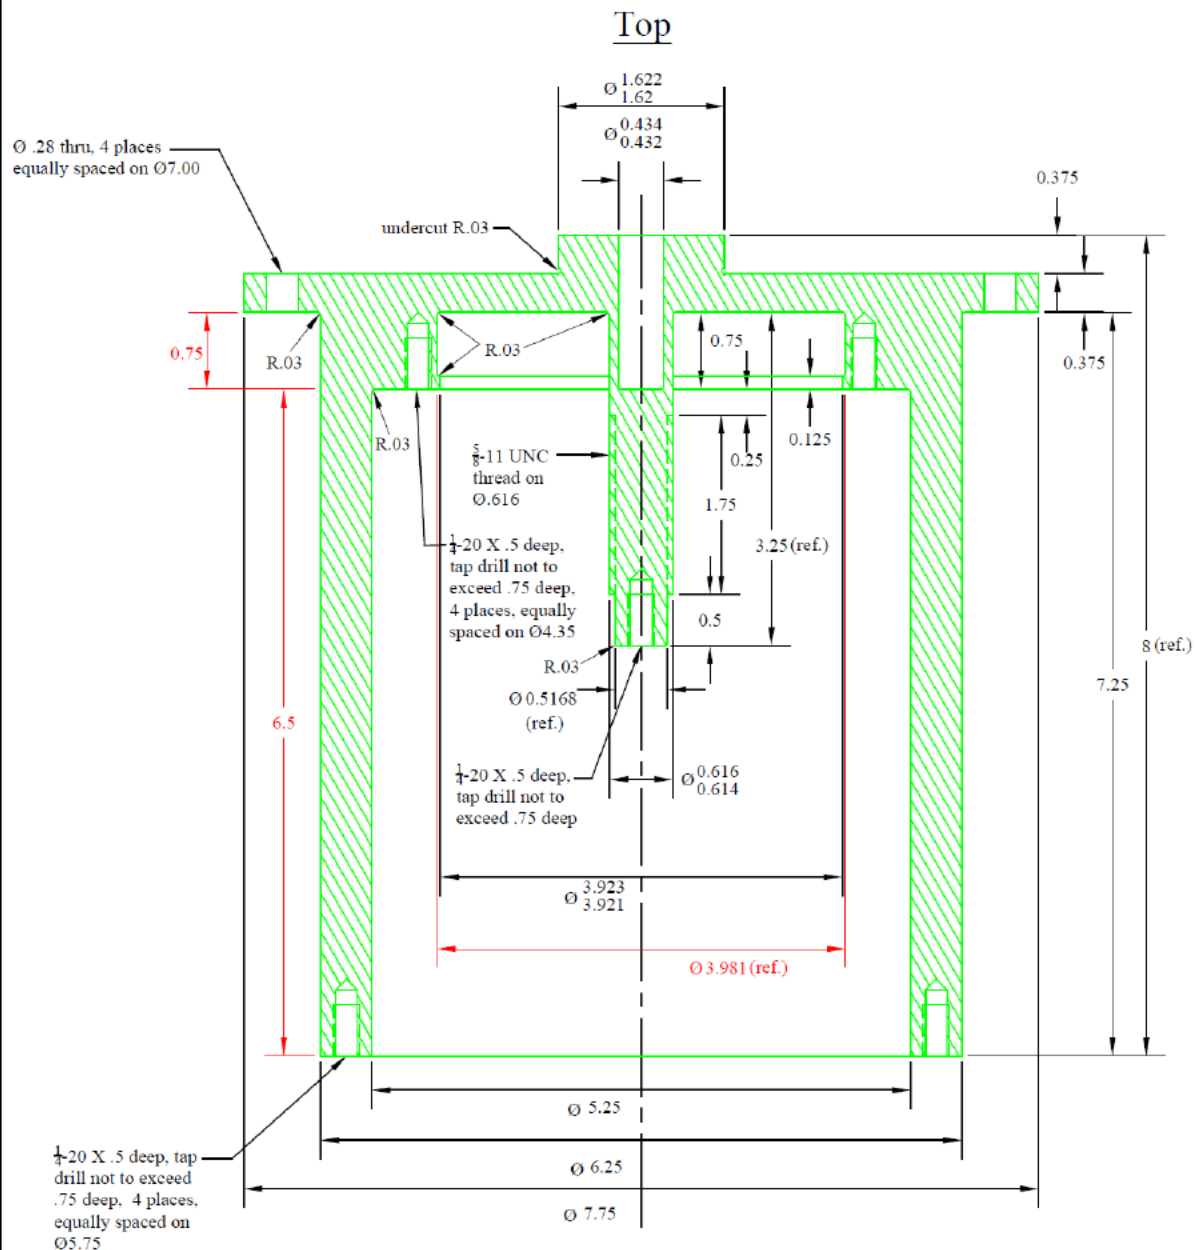 Top
Ø 1.622
1.62
Ø 0.434
0.432
Ø .28 thru, 4 places
equally spaced on Ø7.00
0.375
undercut R.03
0.75
R.03
R.03
0.75
0.375
R.03
0.125
0.25
5/8-11 UNC
thread on
Ø.616
1.75
1/4-20 X .5 deep,
tap drill not to
exceed .75 deep,
4 places, equally
spaced on Ø4.35
3.25 (ref.)
0.5
8 (ref.)
R.03
7.25
Ø 0.5168
(ref.)
6.5
1/4-20 X .5 deep,
tap drill not to
exceed .75 deep
Ø 0.616
0.614
Ø 3.923
3.921
Ø 3.981 (ref.)
Ø 5.25
1/4-20 X .5 deep, tap
drill not to exceed
.75 deep, 4 places,
equally spaced on
Ø5.75
Ø 6.25
Ø 7.75